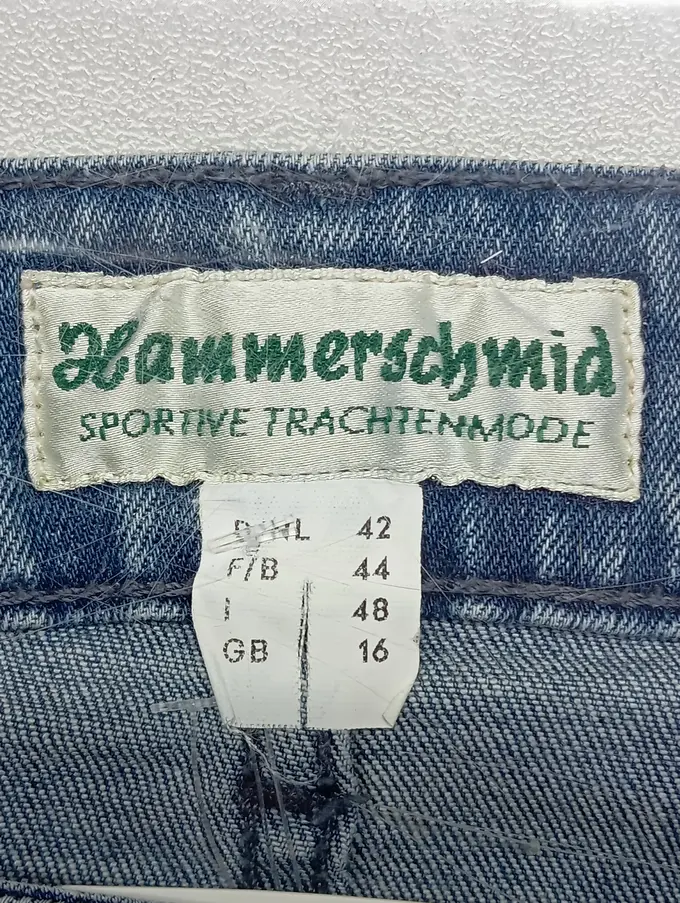 Hammerschmid
SPORTIVE TRACHTENMODE
42
F/B 44
I 48
GB 16